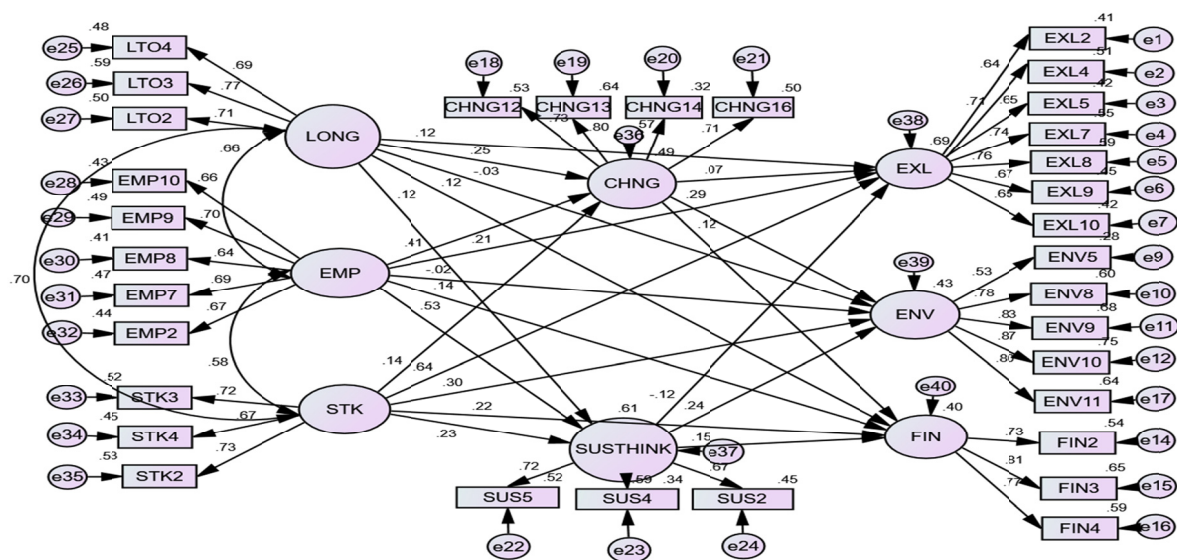 .48
e25 LTO4
.59 .69
e26 LTO3
.77
.50
e27 LTO2 .71
LONG
.66
.43
e28 EMP10
.66
.49
e29 EMP9
.70
.41
e30 EMP8 .64
EMP
.47
e31 EMP7 .69
.44 .67
e32 EMP2
.70
.58
.52
e33 STK3 .72
STK
.45 .67
e34 STK4
.53 .73
e35 STK2
e18 e19 e20 e21
.53 .64 .32 .50
CHNG12 CHNG13 CHNG14 CHNG16
.73 .80 .57 .71
e36
.49
CHNG
.12
.25
-.03
.12
.12
.07
.29
.12
.41 .21
-.02
.14
.53
.14 .64
.30
.22
.23
-.12
.24
.61
.15
SUSTHINK
e37
.72 .59 .67
.52 .34 .45
SUS5 SUS4 SUS2
e22 e23 e24
e38
.69
EXL
.41
EXL2 e1
.64 .51
EXL4 e2
.71 .42
.65 EXL5 e3
.55
.74 EXL7 e4
.59
.76 EXL8 e5
.45
.67 EXL9 e6
.42
.65 EXL10 e7
e39
.43
ENV
.28
ENV5 e9
.53 .60
.78 ENV8 e10
.68
.83 ENV9 e11
.75
.87 ENV10 e12
.64
.80 ENV11 e17
e40
.40
FIN
.54
.73 FIN2 e14
.65
.81 FIN3 e15
.59
.77 FIN4 e16